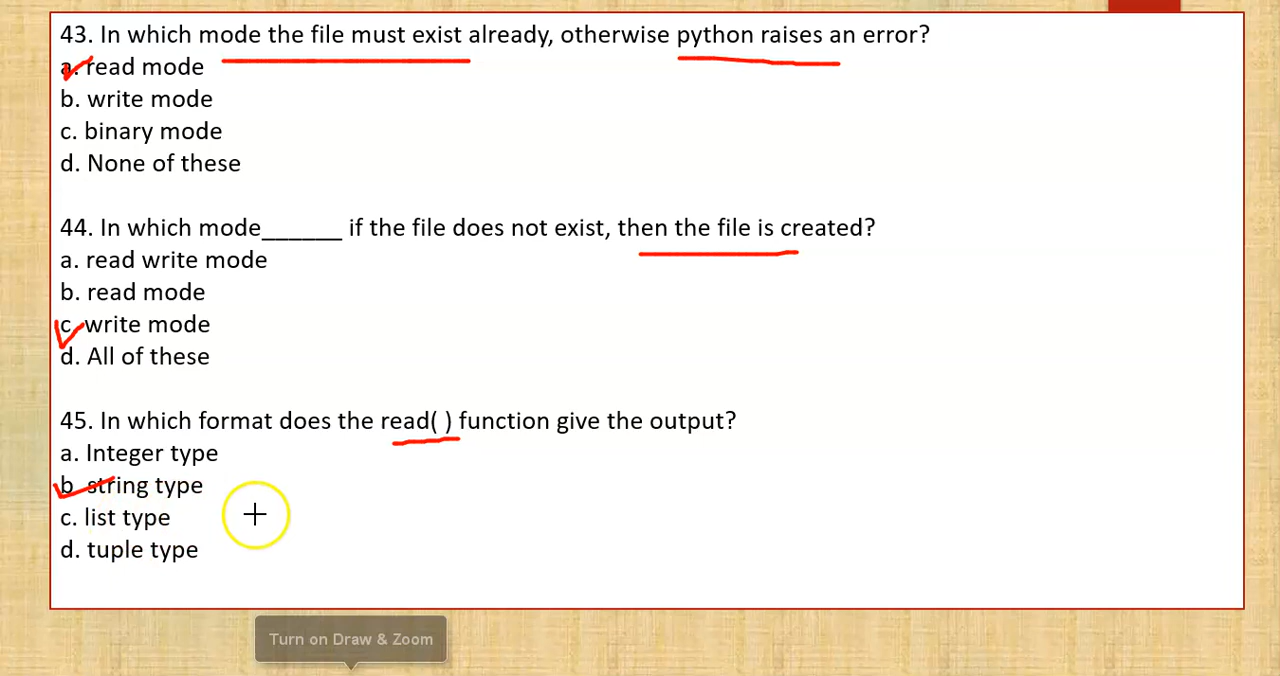 43. In which mode the file must exist already, otherwise python raises an error?
a. read mode
b. write mode
c. binary mode
d. None of these
44. In which mode______ if the file does not exist, then the file is created?
a. read write mode
b. read mode
c. write mode
d. All of these
45. In which format does the read( ) function give the output?
a. Integer type
b. string type
c. list type
d. tuple type
Turn on Draw & Zoom